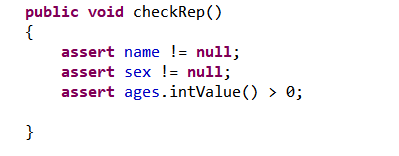 public void checkRep()
{
    assert name != null;
    assert sex != null;
    assert ages.intValue() > 0;
}